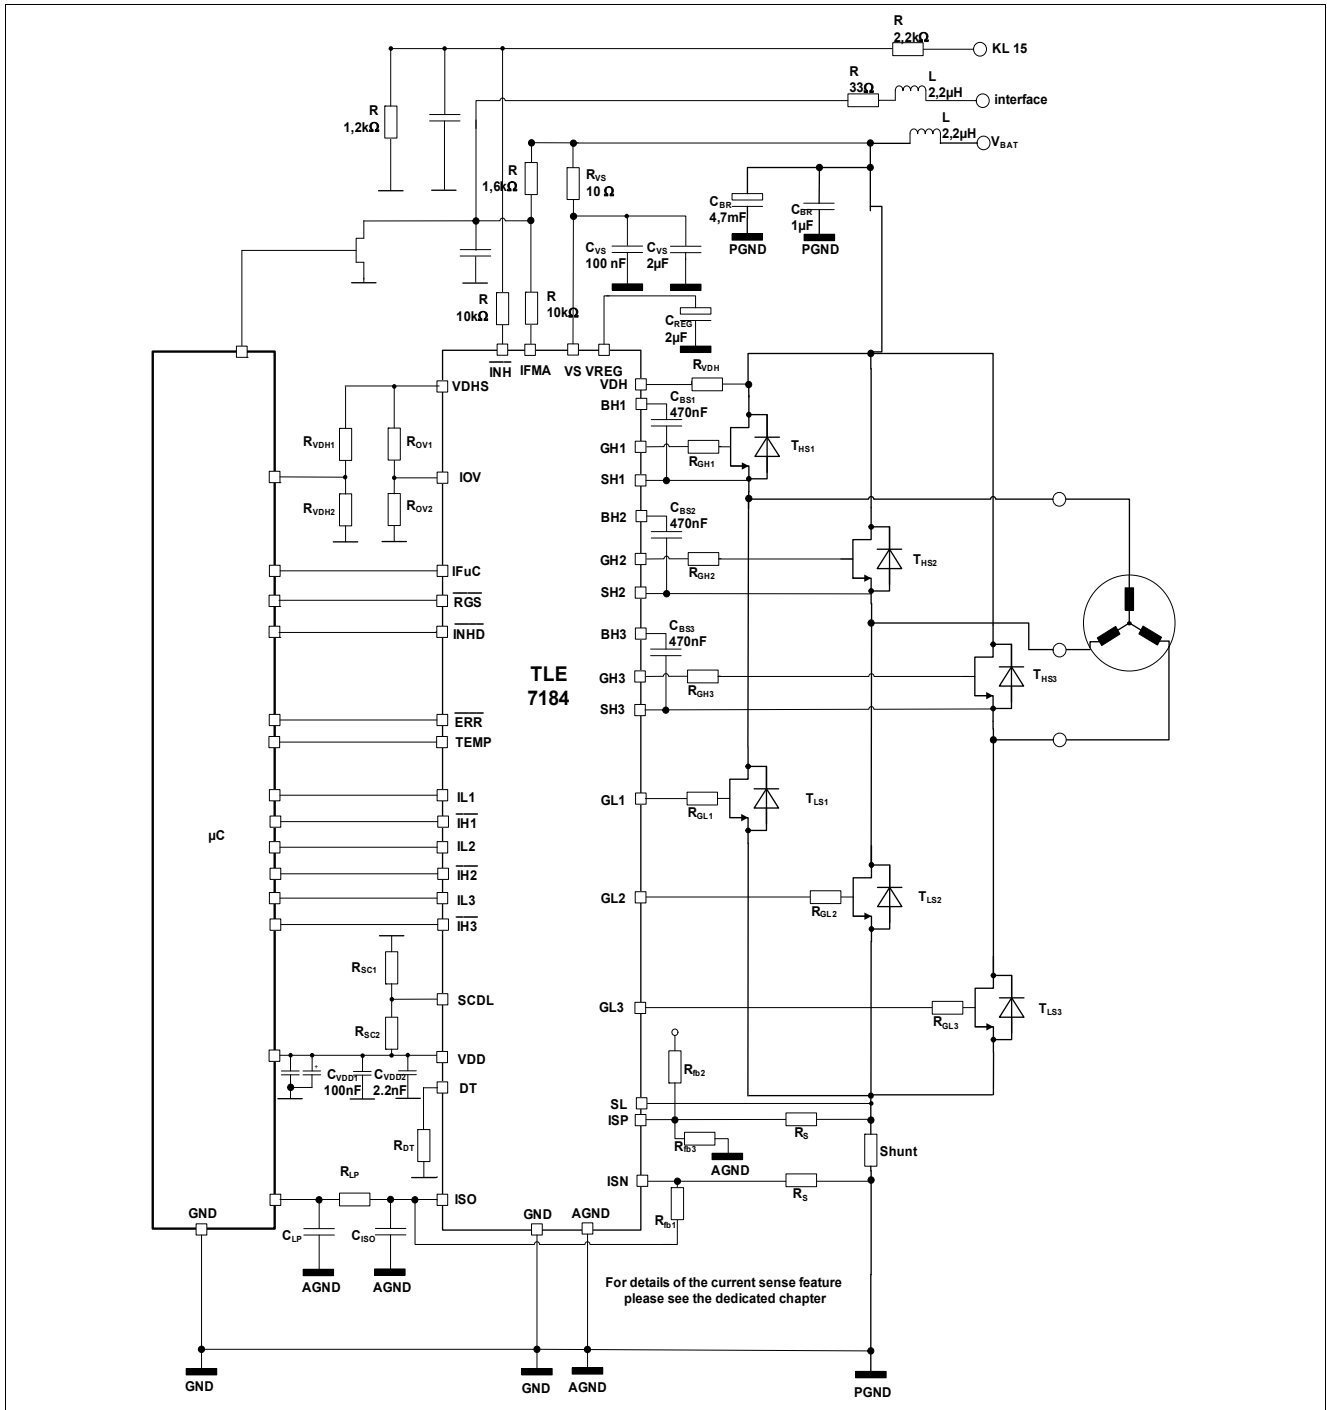 R
2,2kΩ
KL 15
R
33Ω
L
2,2µH
interface
R
1,2kΩ
L
2,2µH
VBAT
R
1,6kΩ
RVS
10 Ω
CBR
4,7mF
PGND
CBR
1µF
PGND
CVS
100 nF
CVS
2µF
R
10kΩ
R
10kΩ
CREG
2µF
INH
IFMA
VS
VREG
RVDH
VDHS
VDH
CBS1
470nF
BH1
RVDH1
ROV1
GH1
RGH1
THS1
IOV
SH1
RVDH2
ROV2
BH2
CBS2
470nF
GH2
RGH2
THS2
IFuC
SH2
RGS
INHD
BH3
CBS3
470nF
TLE
7184
GH3
RGH3
THS3
SH3
ERR
TEMP
IL1
GL1
RGL1
TLS1
IH1
µC
IL2
IH2
IL3
GL2
RGL2
TLS2
IH3
RSC1
SCDL
GL3
RGL3
TLS3
RSC2
VDD
CVDD1
100nF
CVDD2
2.2nF
DT
Rfb2
SL
ISP
RS
RDT
Rfb3
AGND
Shunt
RLP
ISN
RS
ISO
GND
GND
AGND
Rfb1
CLP
CISO
AGND
AGND
For details of the current sense feature
please see the dedicated chapter
GND
GND
AGND
PGND